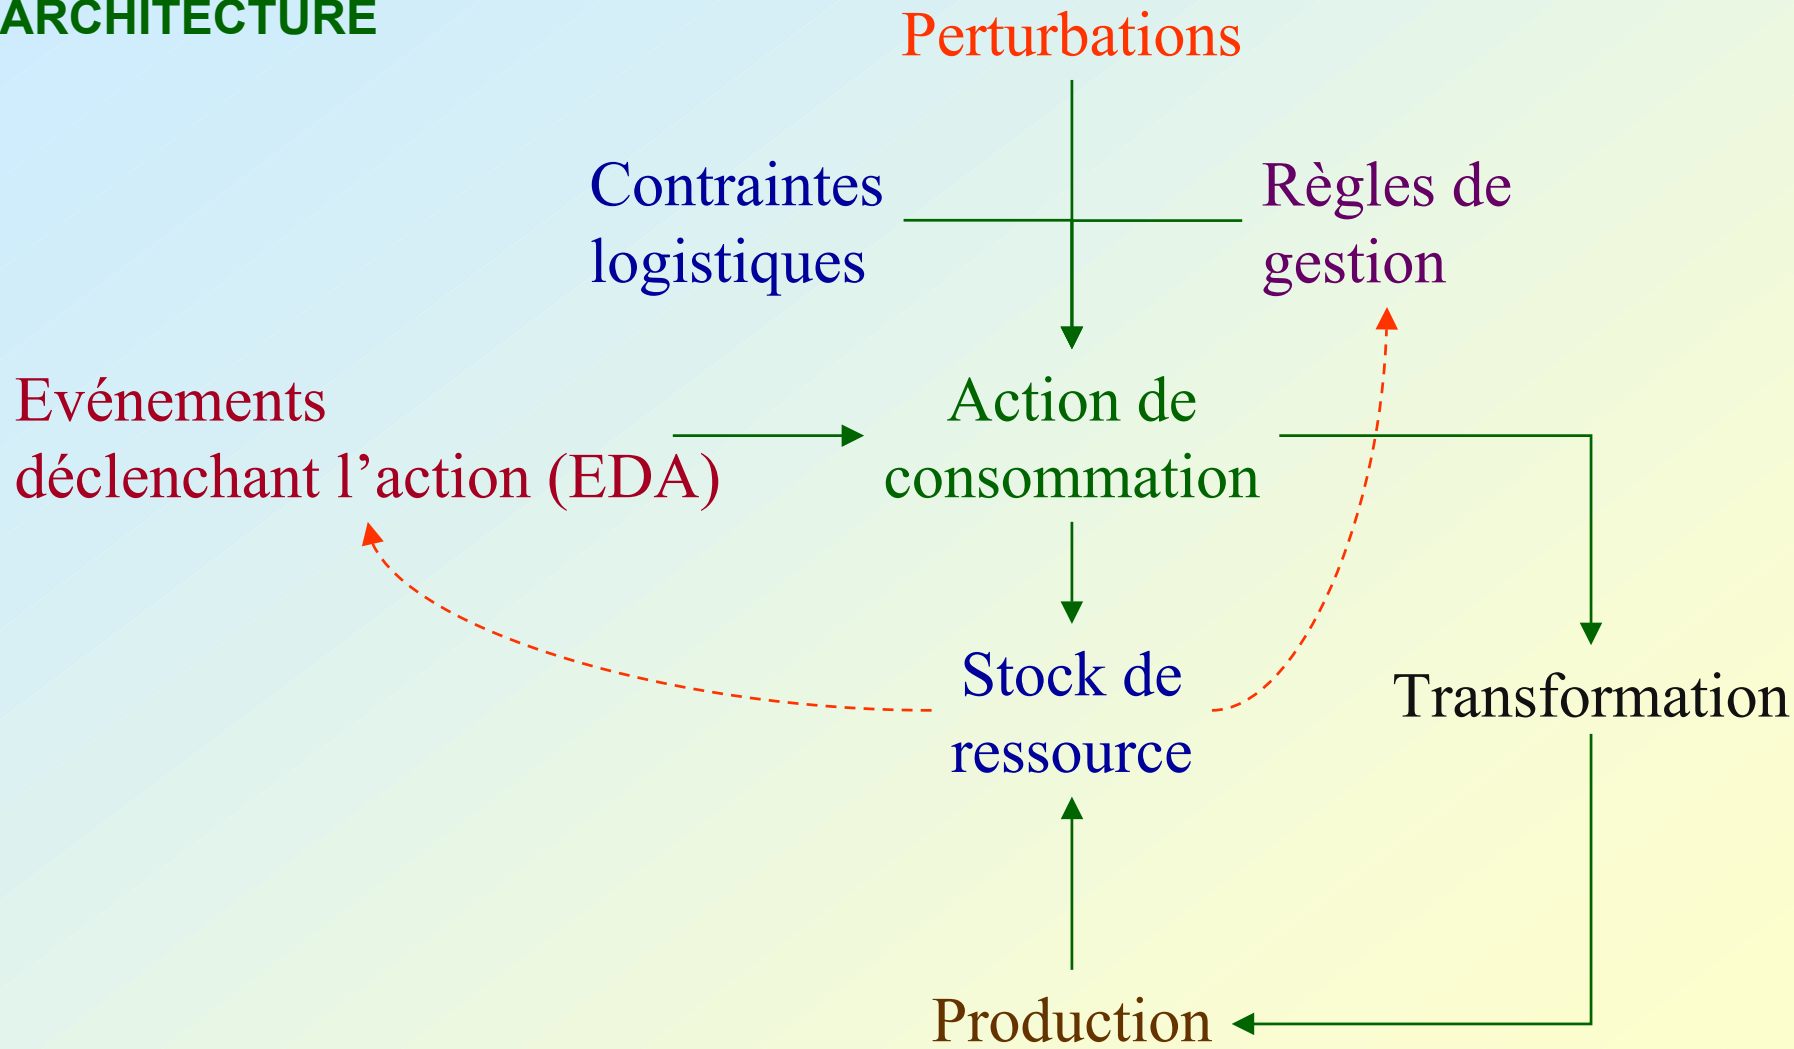 ARCHITECTURE
Perturbations
Contraintes
logistiques
Règles de
gestion
Evénements
déclenchant l’action (EDA)
Action de
consommation
Stock de
ressource
Transformation
Production